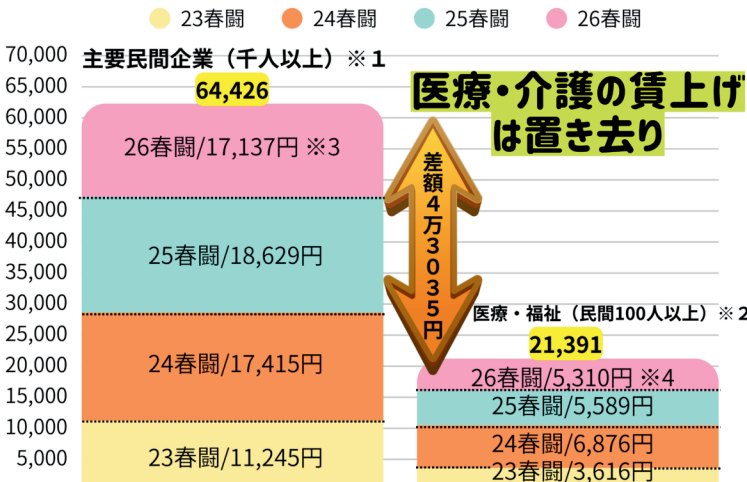 23春闘 24春闘 25春闘 26春闘
70,000
65,000
60,000
55,000
50,000
45,000
40,000
35,000
30,000
25,000
20,000
15,000
10,000
5,000
主要民間企業（千人以上）※１
64,426
26春闘/17,137円 ※3
25春闘/18,629円
24春闘/17,415円
23春闘/11,245円
医療・介護の賃上げ
は置き去り
差額４万３０３５円
医療・福祉（民間100人以上）※２
21,391
26春闘/5,310円 ※4
25春闘/5,589円
24春闘/6,876円
23春闘/3,616円